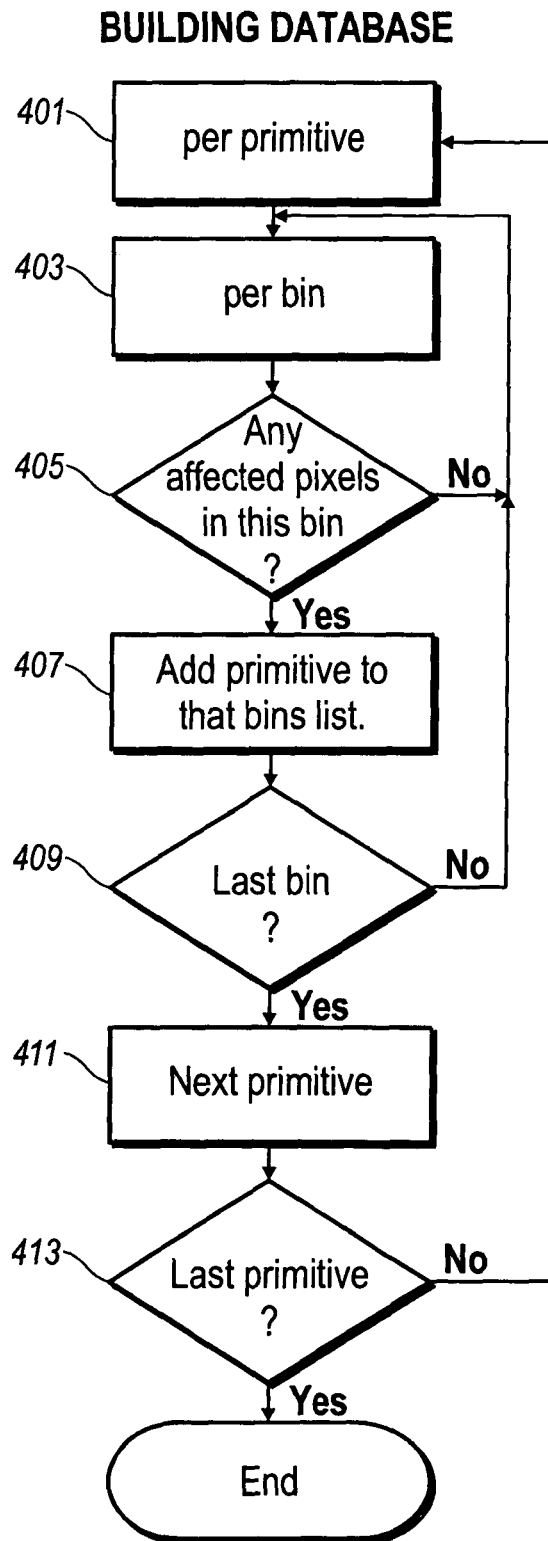 BUILDING DATABASE
401
per primitive
403
per bin
405
Any
affected pixels
in this bin
?
No
Yes
407
Add primitive to
that bins list.
409
Last bin
?
No
Yes
411
Next primitive
413
Last primitive
?
No
Yes
End